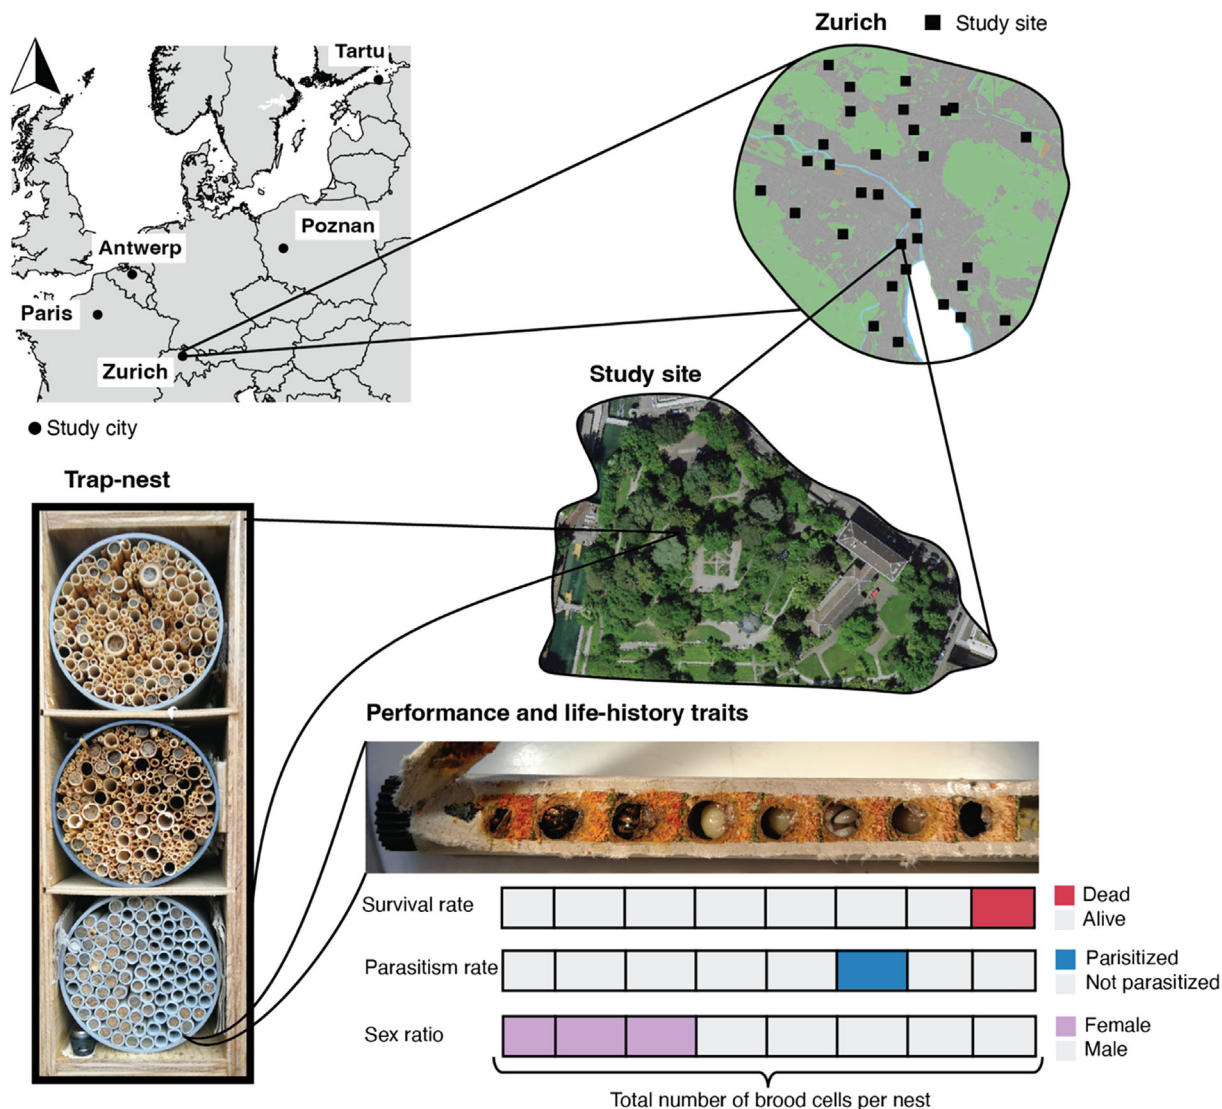 Zurich
Study site
Tartu
Poznan
Antwerp
Paris
Zurich
Study city
Study site
Trap-nest
Performance and life-history traits
Survival rate
Dead
Alive
Parasitism rate
Parisitized
Not parasitized
Sex ratio
Female
Male
Total number of brood cells per nest